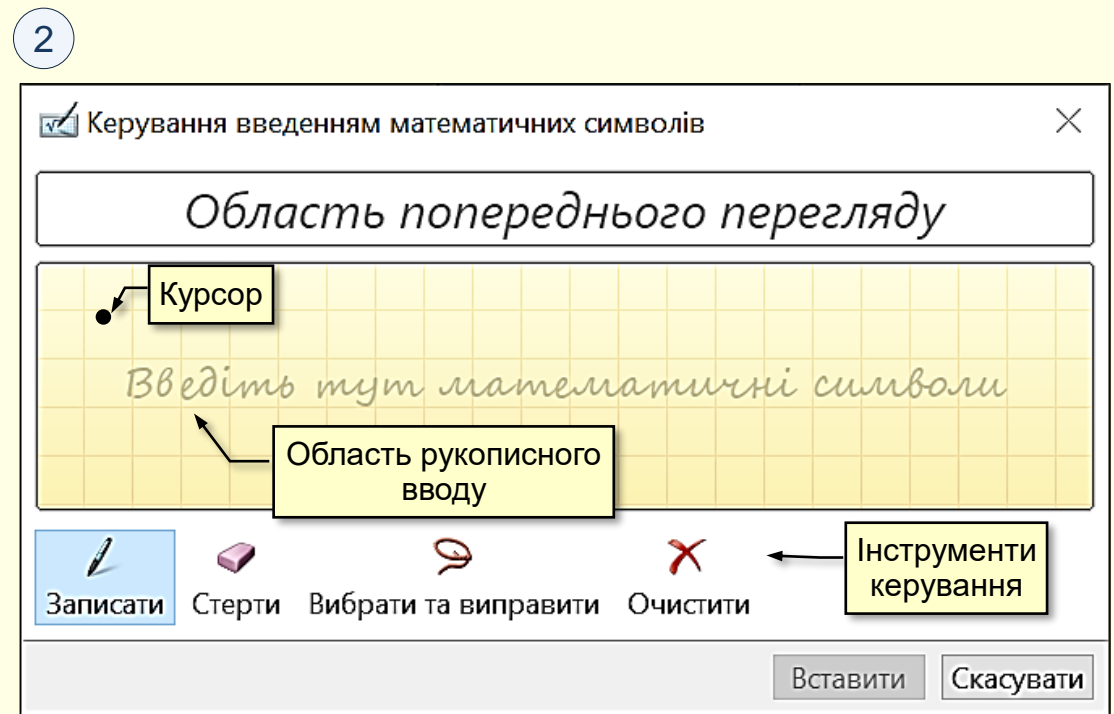 2
Керування введенням математичних символів
Область попереднього перегляду
Курсор
Введіть тут математичні символи
Область рукописного
вводу
Інструменти
керування
Записати Стерти Вибрати та виправити Очистити
Вставити Скасувати